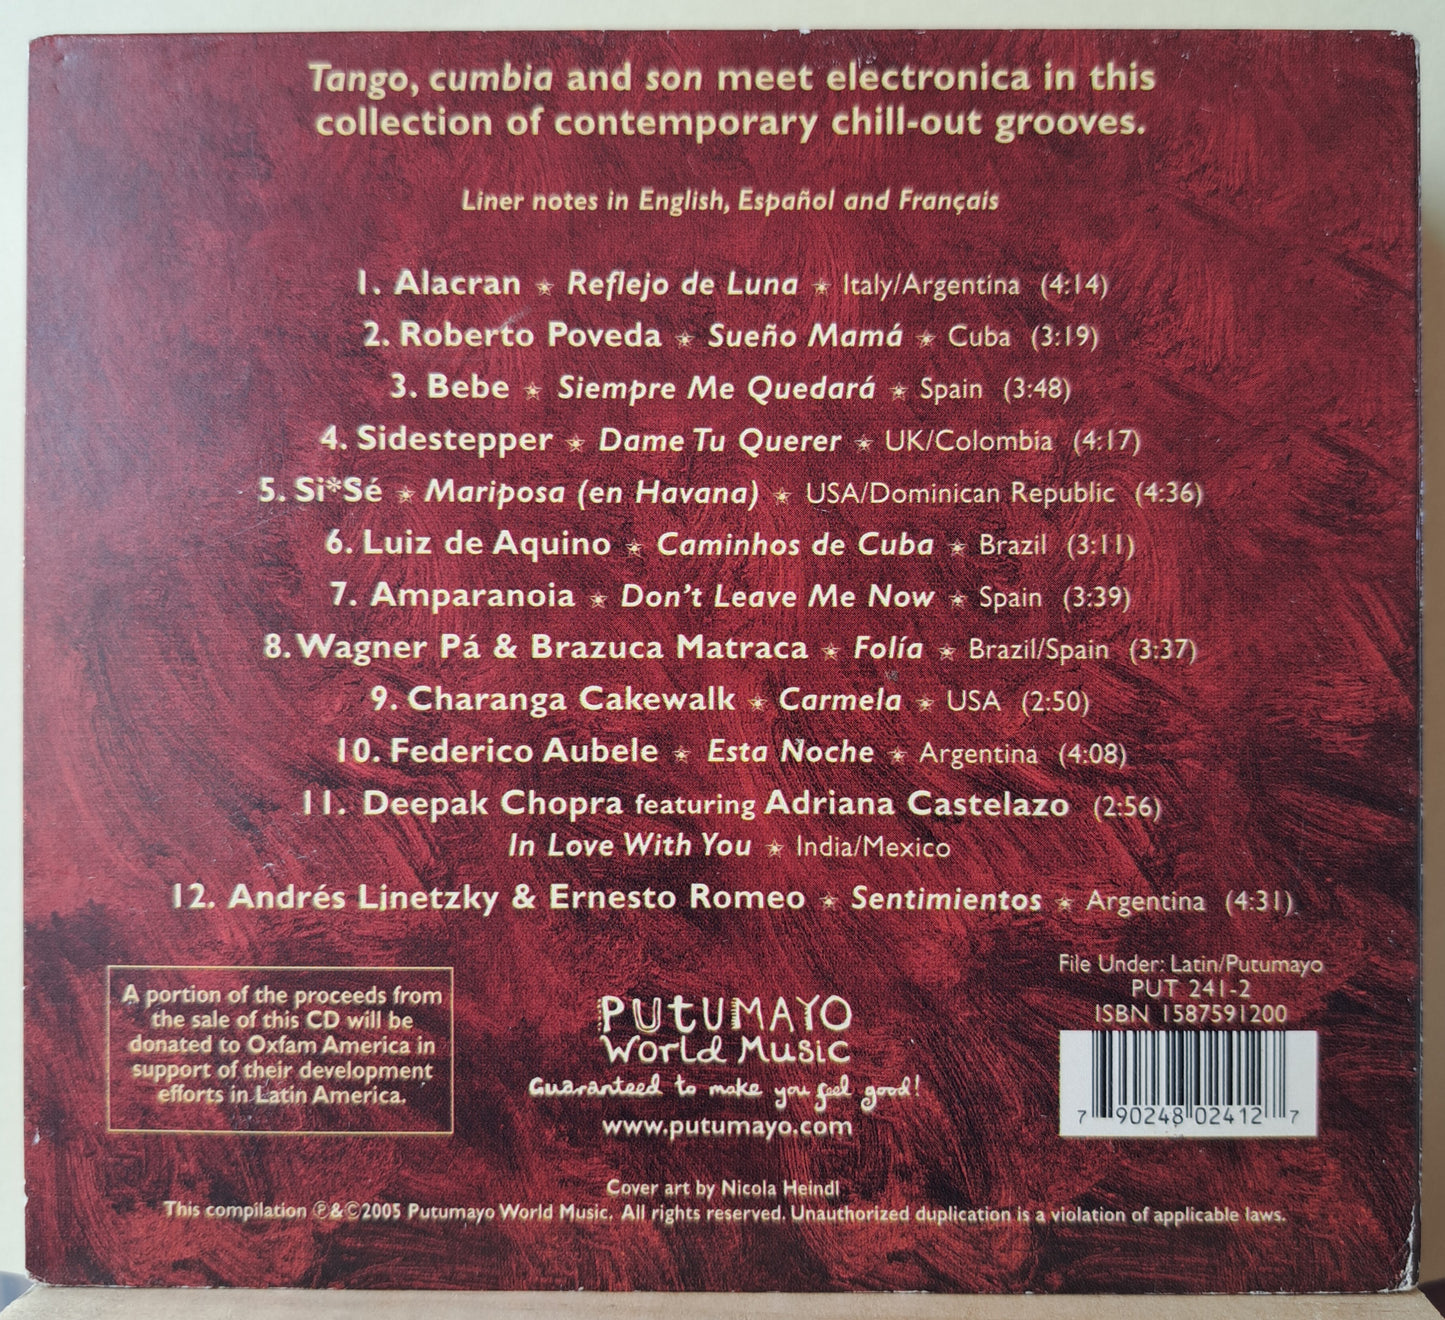 Tango, cumbia and son meet electronica in this
collection of contemporary chill-out grooves.
Liner notes in English, Español and Français
1. Alacran ★ Reflejo de Luna ★ Italy/Argentina (4:14)
2. Roberto Poveda ★ Sueño Mamá ★ Cuba (3:19)
3. Bebe ★ Siempre Me Quedará ★ Spain (3:48)
4. Sidestepper ★ Dame Tu Querer ★ UK/Colombia (4:17)
5. Si*Sé ★ Mariposa (en Havana) ★ USA/Dominican Republic (4:36)
6. Luiz de Aquino ★ Caminhos de Cuba ★ Brazil (3:11)
7. Amparanoia ★ Don't Leave Me Now ★ Spain (3:39)
8. Wagner Pá & Brazuca Matraca ★ Folía ★ Brazil/Spain (3:37)
9. Charanga Cakewalk ★ Carmela ★ USA (2:50)
10. Federico Aubele ★ Esta Noche ★ Argentina (4:08)
11. Deepak Chopra featuring Adriana Castelazo (2:56)
In Love With You ★ India/Mexico
12. Andrés Linetzky & Ernesto Romeo ★ Sentimientos ★ Argentina (4:31)
A portion of the proceeds from
the sale of this CD will be
donated to Oxfam America in
support of their development
efforts in Latin America.
PUTUMAYO
World Music
Guaranteed to make you feel good!
www.putumayo.com
File Under: Latin/Putumayo
PUT 241-2
ISBN 1587591200
7 90248 02412 7
Cover art by Nicola Heindl
This compilation ℗&©2005 Putumayo World Music. All rights reserved. Unauthorized duplication is a violation of applicable laws.